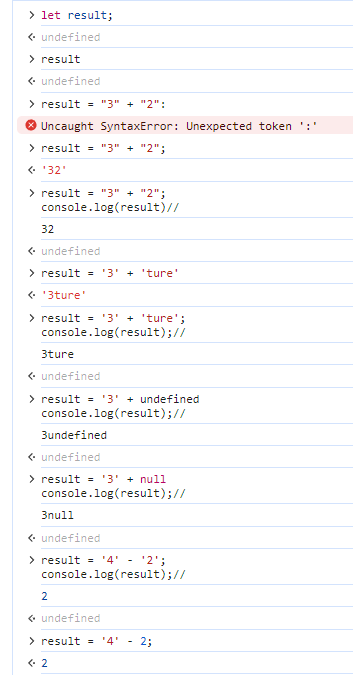 let result;
undefined
result
undefined
result = "3" + "2":
Uncaught SyntaxError: Unexpected token ':'
result = "3" + "2";
'32'
result = "3" + "2";
console.log(result)//
32
undefined
result = '3' + 'ture'
'3ture'
result = '3' + 'ture';
console.log(result);//
3ture
undefined
result = '3' + undefined
console.log(result);//
3undefined
undefined
result = '3' + null
console.log(result);//
3null
undefined
result = '4' - '2';
console.log(result);//
2
undefined
result = '4' - 2;
2